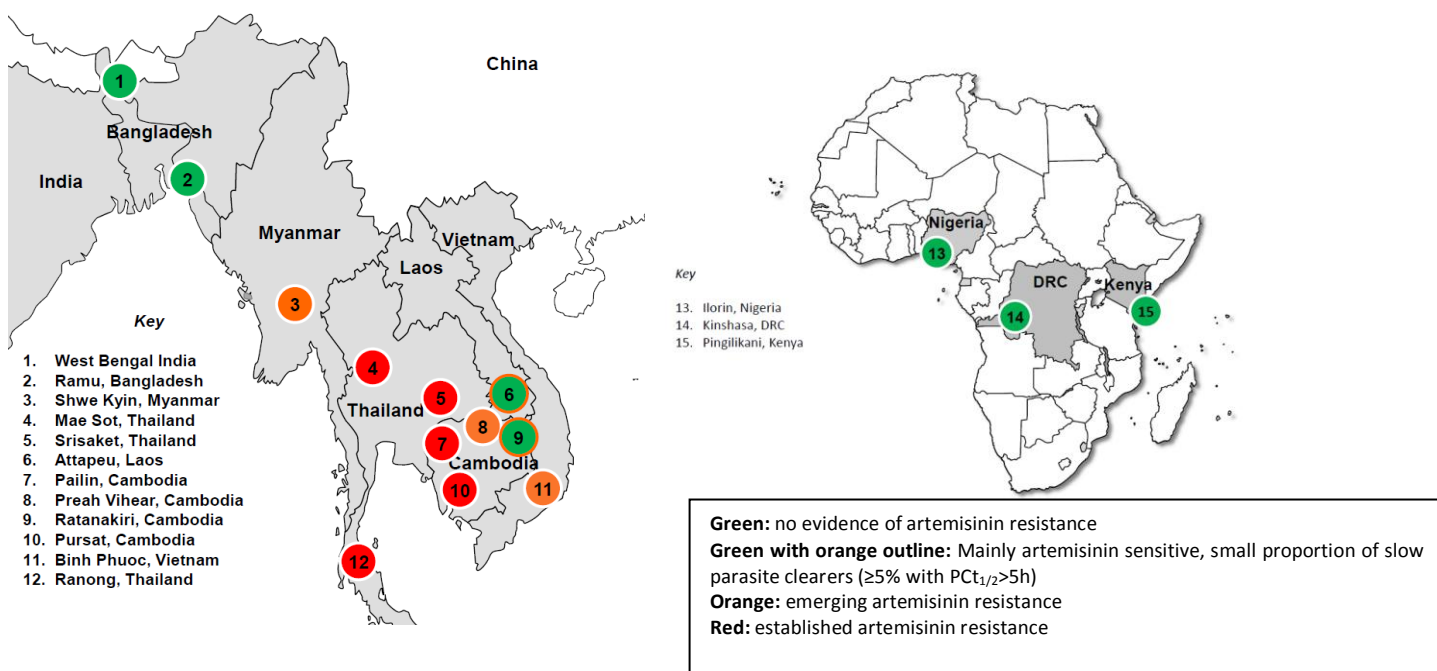 China
1
Bangladesh
India
2
Myanmar
Vietnam
Laos
3
4
Thailand
5
6
7
8
9
Cambodia
10
11
12
Key
1. West Bengal India
2. Ramu, Bangladesh
3. Shwe Kyin, Myanmar
4. Mae Sot, Thailand
5. Srisaket, Thailand
6. Attapeu, Laos
7. Pailin, Cambodia
8. Preah Vihear, Cambodia
9. Ratanakiri, Cambodia
10. Pursat, Cambodia
11. Binh Phuoc, Vietnam
12. Ranong, Thailand
Nigeria
13
DRC
Kenya
14
15
Key
13. Ilorin, Nigeria
14. Kinshasa, DRC
15. Pingilikani, Kenya
Green: no evidence of artemisinin resistance
Green with orange outline: Mainly artemisinin sensitive, small proportion of slow
parasite clearers (≥5% with PCt1/2>5h)
Orange: emerging artemisinin resistance
Red: established artemisinin resistance